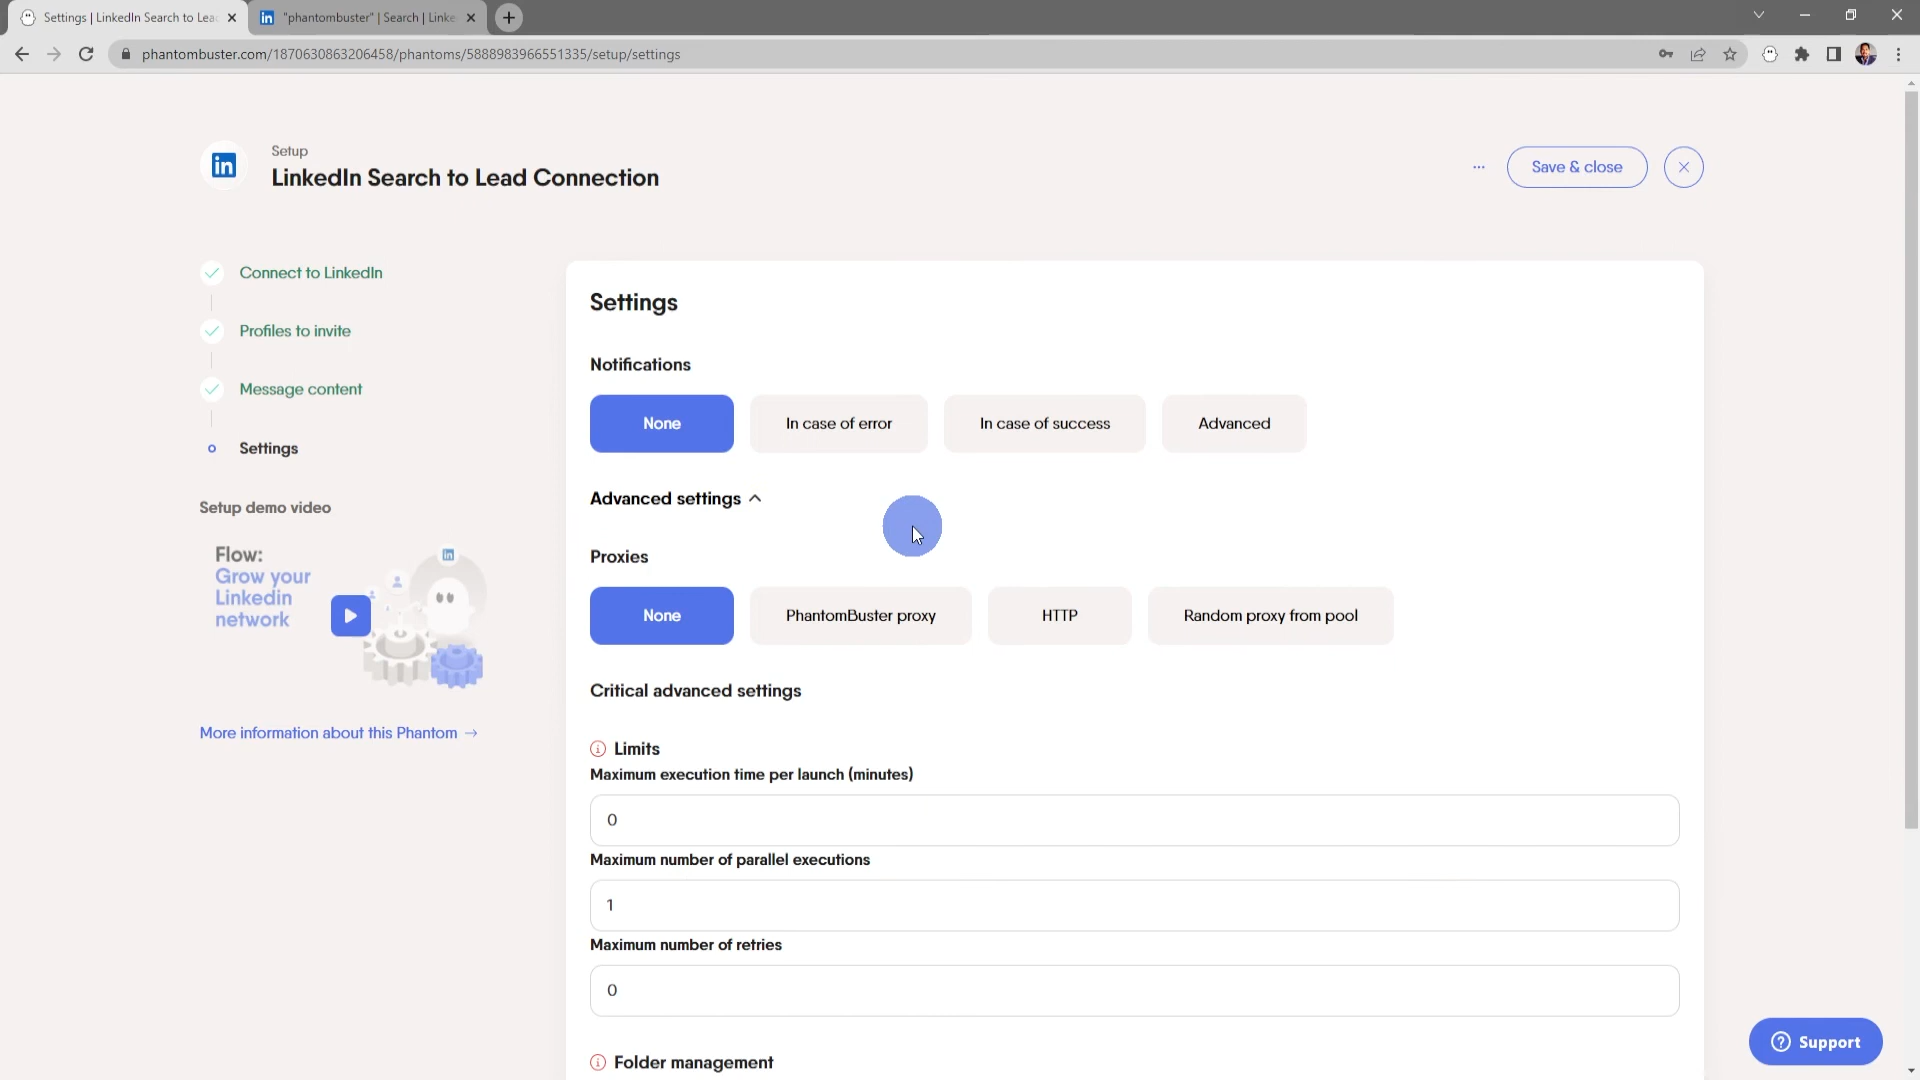 Settings | LinkedIn Search to Lea
"phantombuster" | Search | Linke
phantombuster.com/1870630863206458/phantoms/5888983966551335/setup/settings
in
Setup
LinkedIn Search to Lead Connection
Save & close
Connect to LinkedIn
Profiles to invite
Message content
Settings
Setup demo video
Flow:
Grow your
Linkedin
network
in
More information about this Phantom →
Settings
Notifications
None
In case of error
In case of success
Advanced
Advanced settings
Proxies
None
PhantomBuster proxy
HTTP
Random proxy from pool
Critical advanced settings
Limits
Maximum execution time per launch (minutes)
0
Maximum number of parallel executions
1
Maximum number of retries
0
Folder management
Support